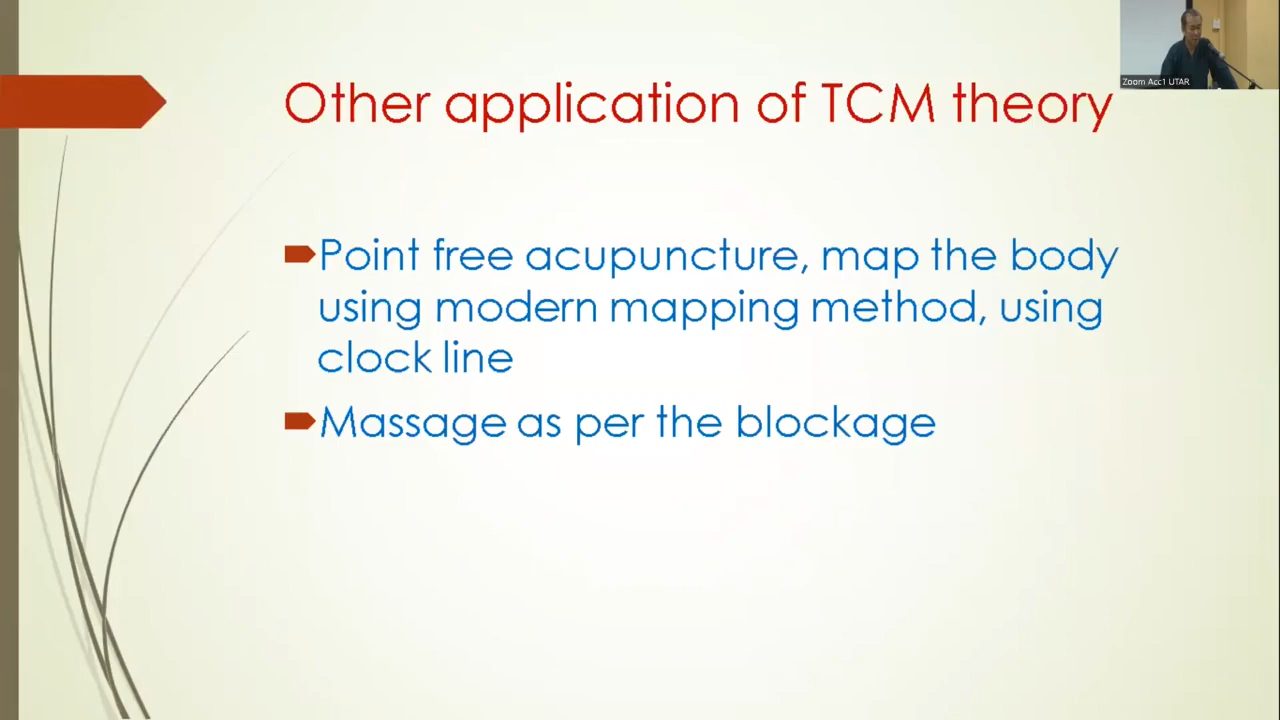 Zoom Acc1 UTAR
Other application of TCM theory
Point free acupuncture, map the body
using modern mapping method, using
clock line
Massage as per the blockage